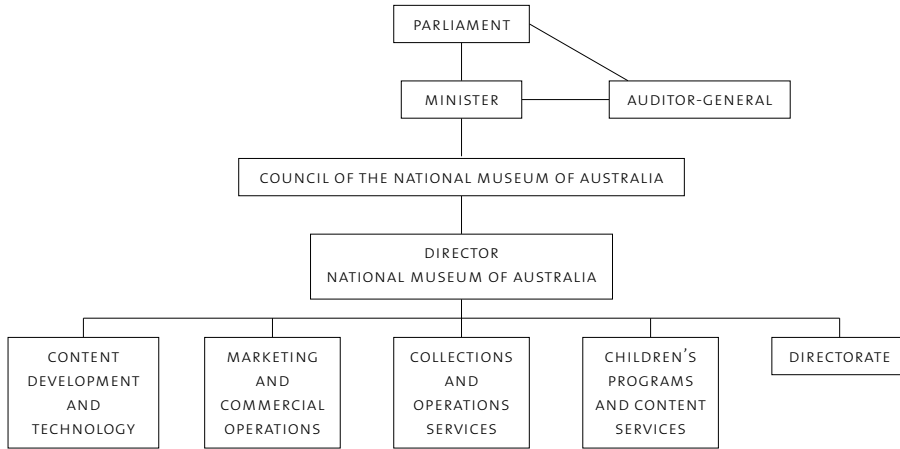 PARLIAMENT
MINISTER
AUDITOR-GENERAL
COUNCIL OF THE NATIONAL MUSEUM OF AUSTRALIA
DIRECTOR
NATIONAL MUSEUM OF AUSTRALIA
CONTENT
DEVELOPMENT
AND
TECHNOLOGY
MARKETING
AND
COMMERCIAL
OPERATIONS
COLLECTIONS
AND
OPERATIONS
SERVICES
CHILDREN'S
PROGRAMS
AND CONTENT
SERVICES
DIRECTORATE